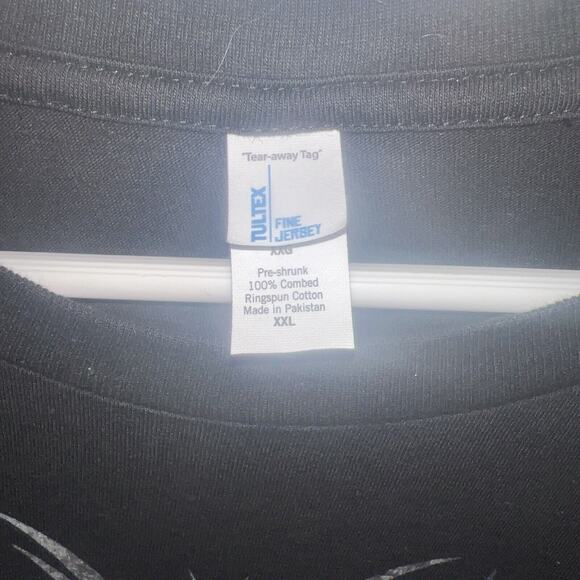 "Tear-away Tag"
TULTEX
FINE
JERSEY
XXG
Pre-shrunk
100% Combed
Ringspun Cotton
Made in Pakistan
XXL